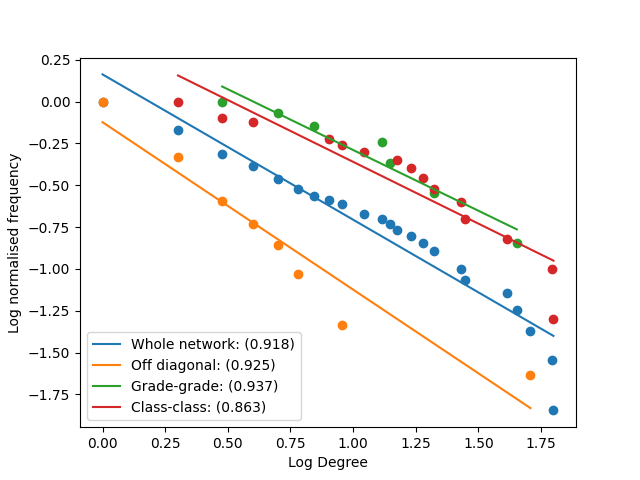 0.25
0.00
−0.25
−0.50
−0.75
−1.00
−1.25
−1.50
−1.75
Log normalised frequency
Whole network: (0.918)
Off diagonal: (0.925)
Grade-grade: (0.937)
Class-class: (0.863)
0.00 0.25 0.50 0.75 1.00 1.25 1.50 1.75
Log Degree